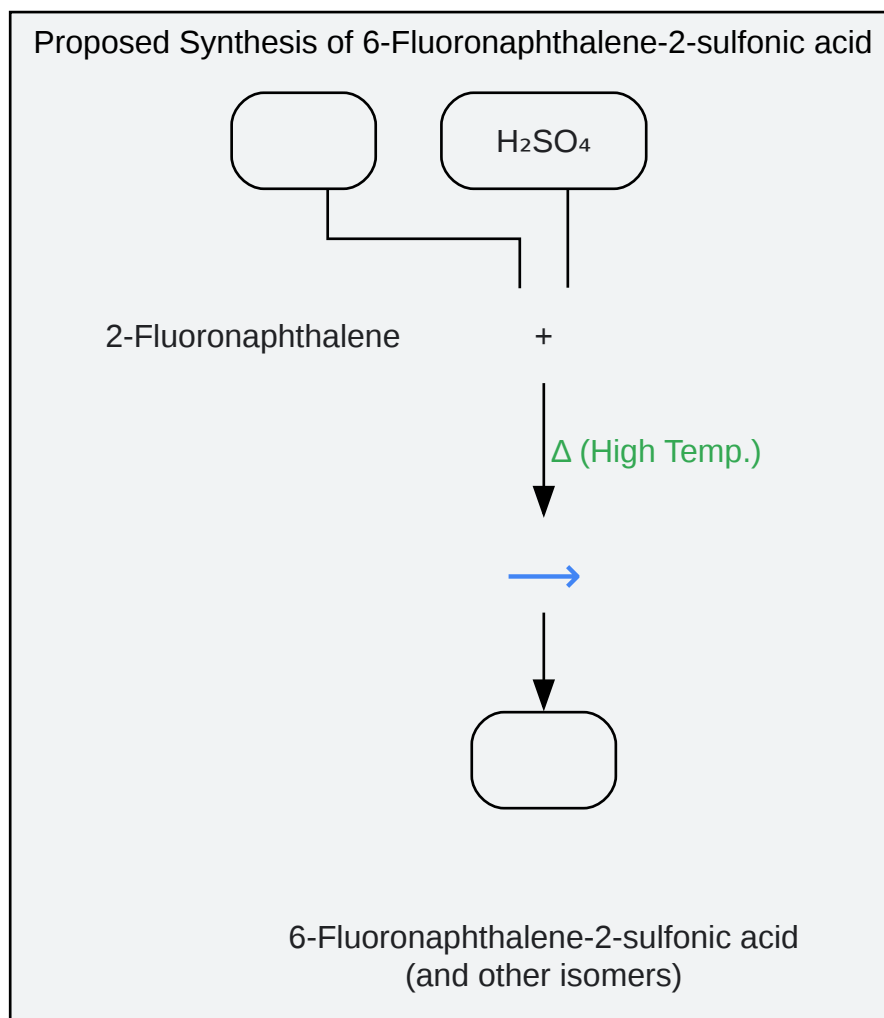 Proposed Synthesis of 6-Fluoronaphthalene-2-sulfonic acid
H₂SO₄
2-Fluoronaphthalene +
Δ (High Temp.)
⟶
6-Fluoronaphthalene-2-sulfonic acid
(and other isomers)